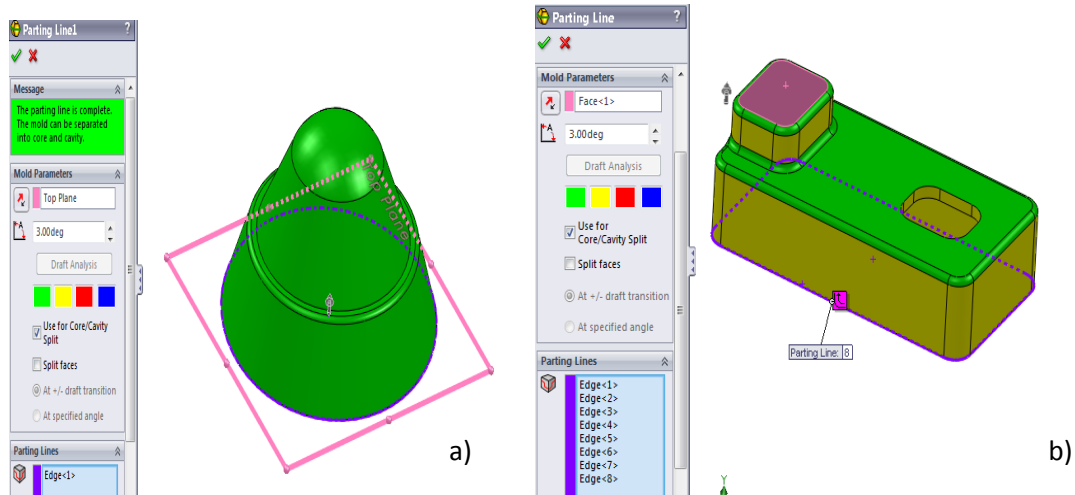 Parting Line1 ?
Message
The parting line is complete.
The mold can be separated
into core and cavity.
Mold Parameters
Top Plane
A
3.00deg
Draft Analysis
Use for Core/Cavity
Split
Split faces
At +/- draft transition
At specified angle
Parting Lines
Edge<1>
Top Plane
a)
Parting Line ?
Mold Parameters
Face<1>
A
3.00deg
Draft Analysis
Use for
Core/Cavity Split
Split faces
At +/- draft transition
At specified angle
Parting Lines
Edge<1>
Edge<2>
Edge<3>
Edge<4>
Edge<5>
Edge<6>
Edge<7>
Edge<8>
Parting Line: 8
Y
b)